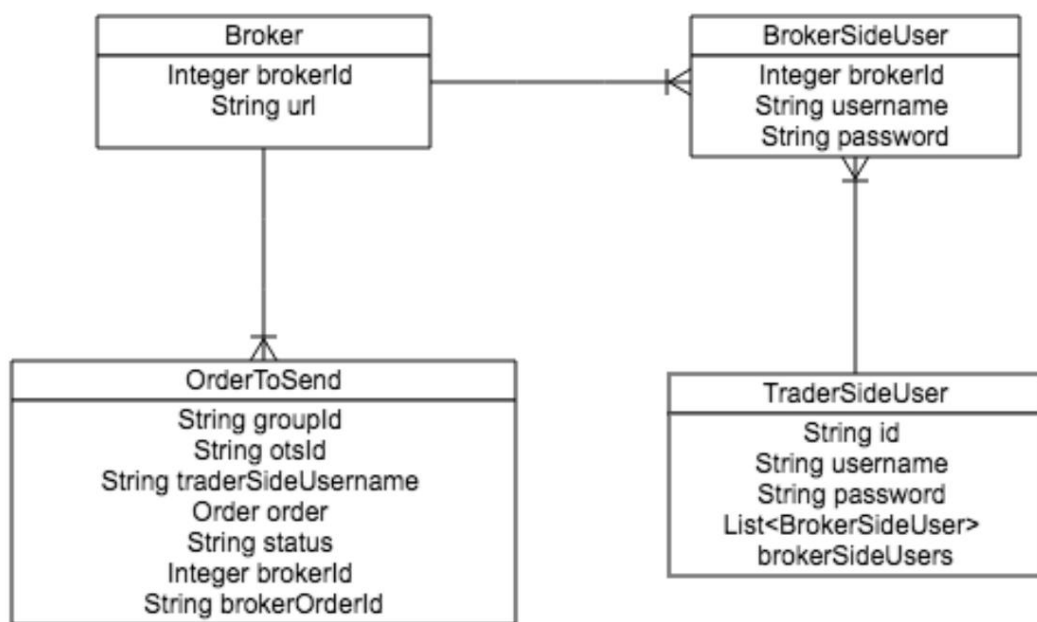 Broker
Integer brokerId
String url
BrokerSideUser
Integer brokerId
String username
String password
OrderToSend
String groupId
String otsId
String traderSideUsername
Order order
String status
Integer brokerId
String brokerOrderId
TraderSideUser
String id
String username
String password
List<BrokerSideUser>
brokerSideUsers